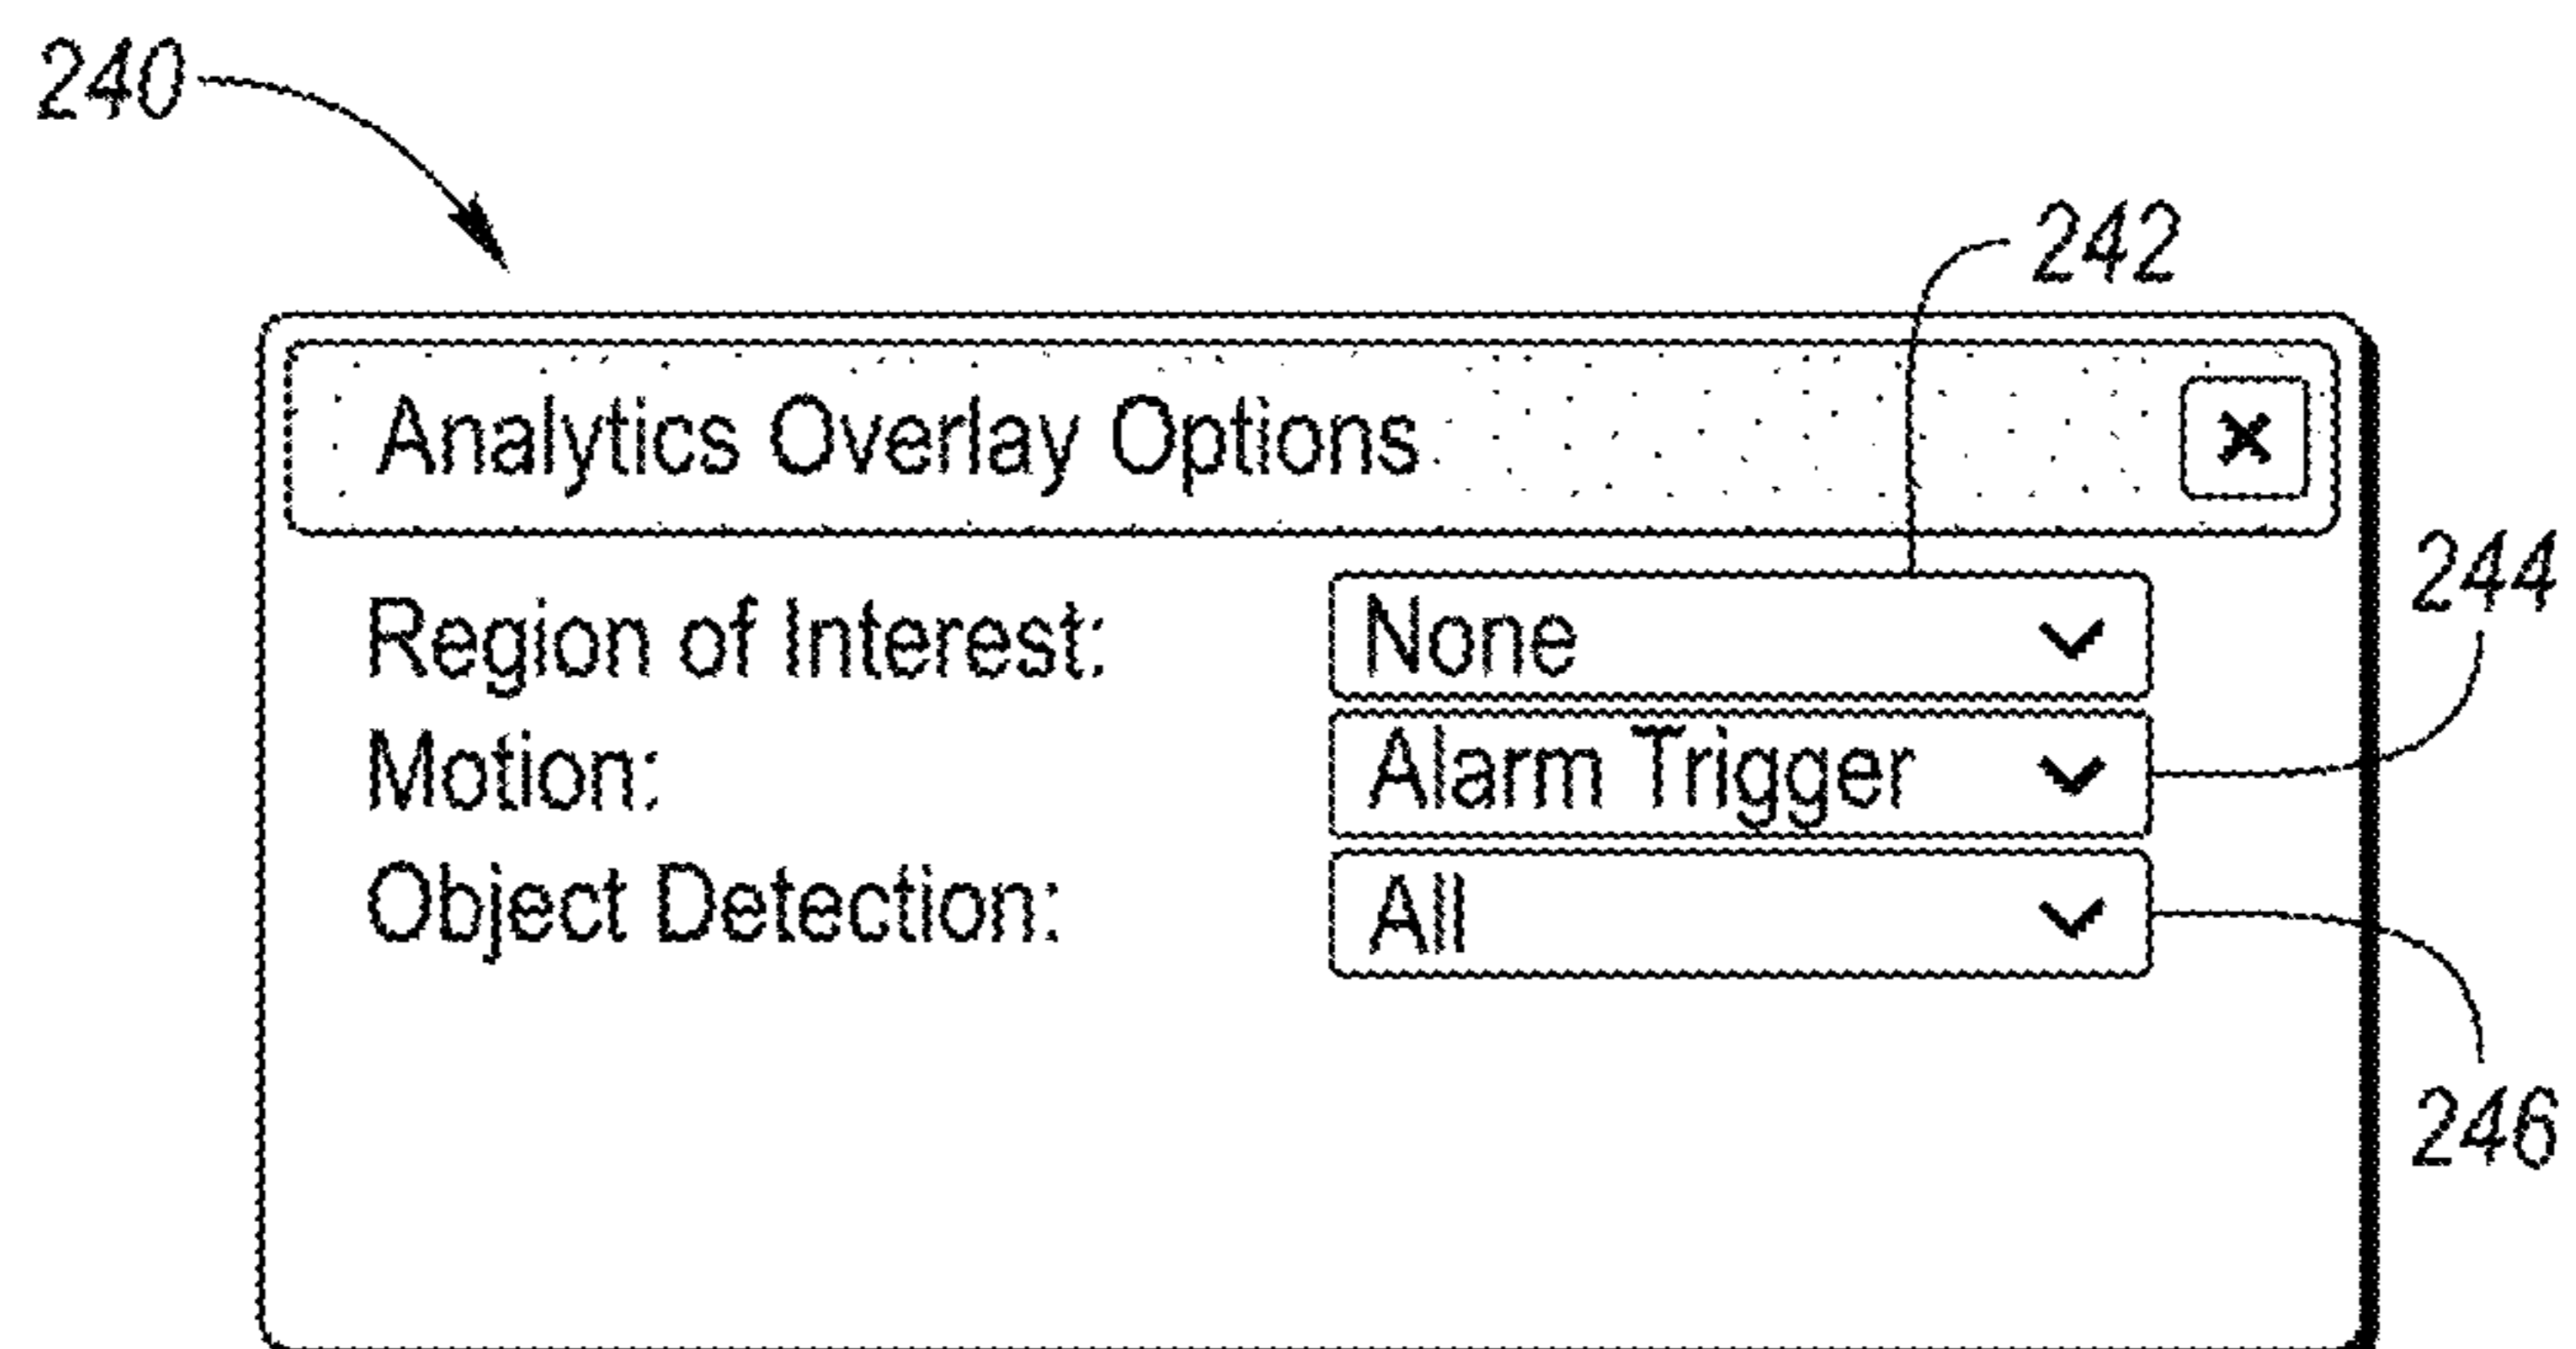 240
242
Analytics Overlay Options
244
Region of Interest: None
Motion: Alarm Trigger
Object Detection: All
246